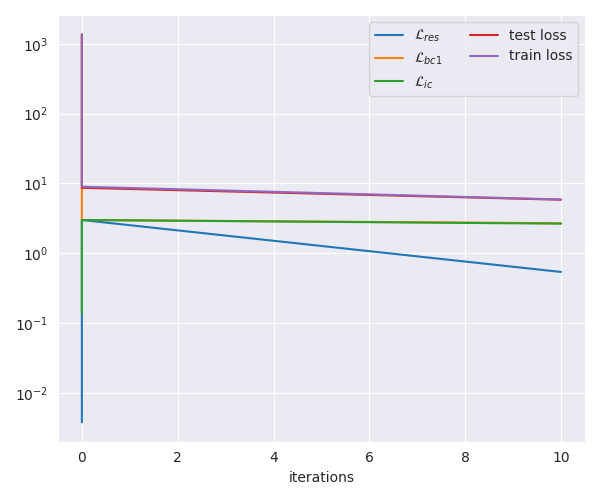 10³
10²
10¹
10⁰
10⁻¹
10⁻²
ℒ_res
ℒ_bc1
ℒ_ic
test loss
train loss
0 2 4 6 8 10
iterations